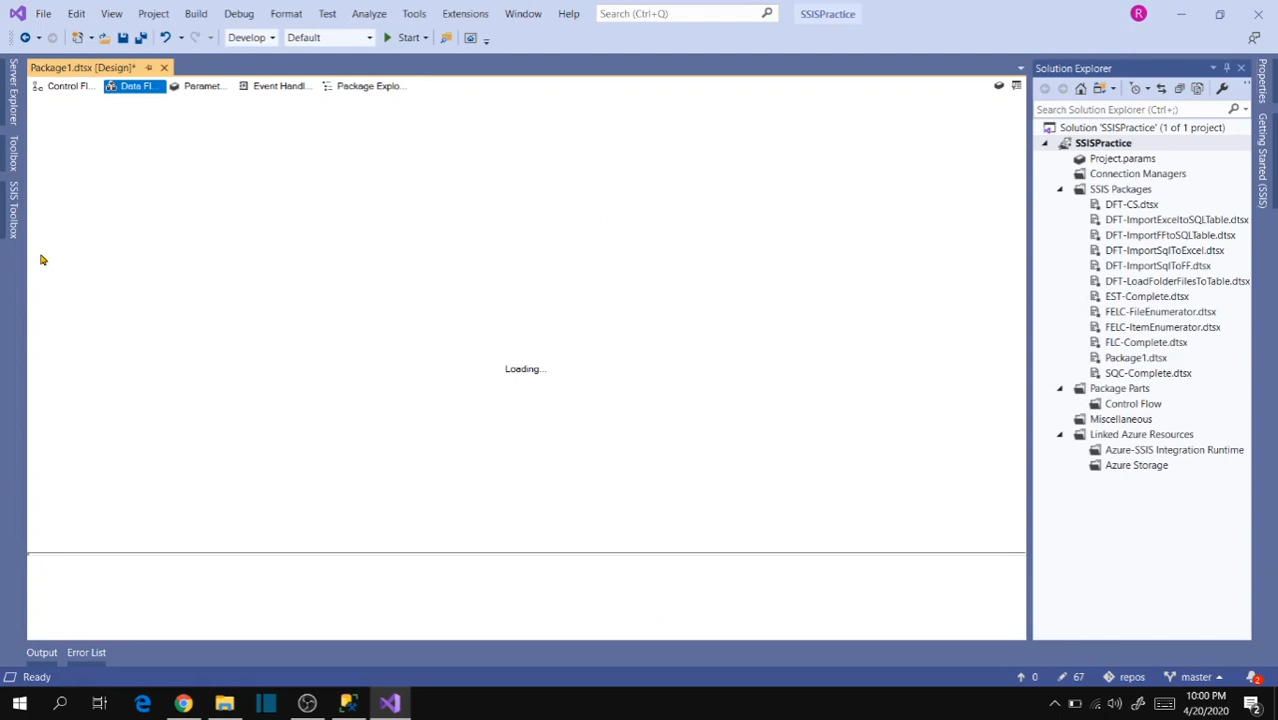 File Edit View Project Build Debug Format Test Analyze Tools Extensions Window Help Search (Ctrl+Q) SSISPractice R
Develop Default Start
Package1.dtsx [Design]*
Control Fl... Data Fl... Paramet... Event Handl... Package Explo...
Server Explorer
Toolbox
SSIS Toolbox
Loading...
Solution Explorer
Search Solution Explorer (Ctrl+;)
Solution 'SSISPractice' (1 of 1 project)
SSISPractice
Project.params
Connection Managers
SSIS Packages
DFT-CS.dtsx
DFT-ImportExceltoSQLTable.dtsx
DFT-ImportFFtoSQLTable.dtsx
DFT-ImportSqlToExcel.dtsx
DFT-ImportSqlToFF.dtsx
DFT-LoadFolderFilesToTable.dtsx
EST-Complete.dtsx
FELC-FileEnumerator.dtsx
FELC-ItemEnumerator.dtsx
FLC-Complete.dtsx
Package1.dtsx
SQC-Complete.dtsx
Package Parts
Control Flow
Miscellaneous
Linked Azure Resources
Azure-SSIS Integration Runtime
Azure Storage
Properties
Getting Started (SSIS)
Output Error List
Ready 0 67 repos master 2
10:00 PM
4/20/2020
2